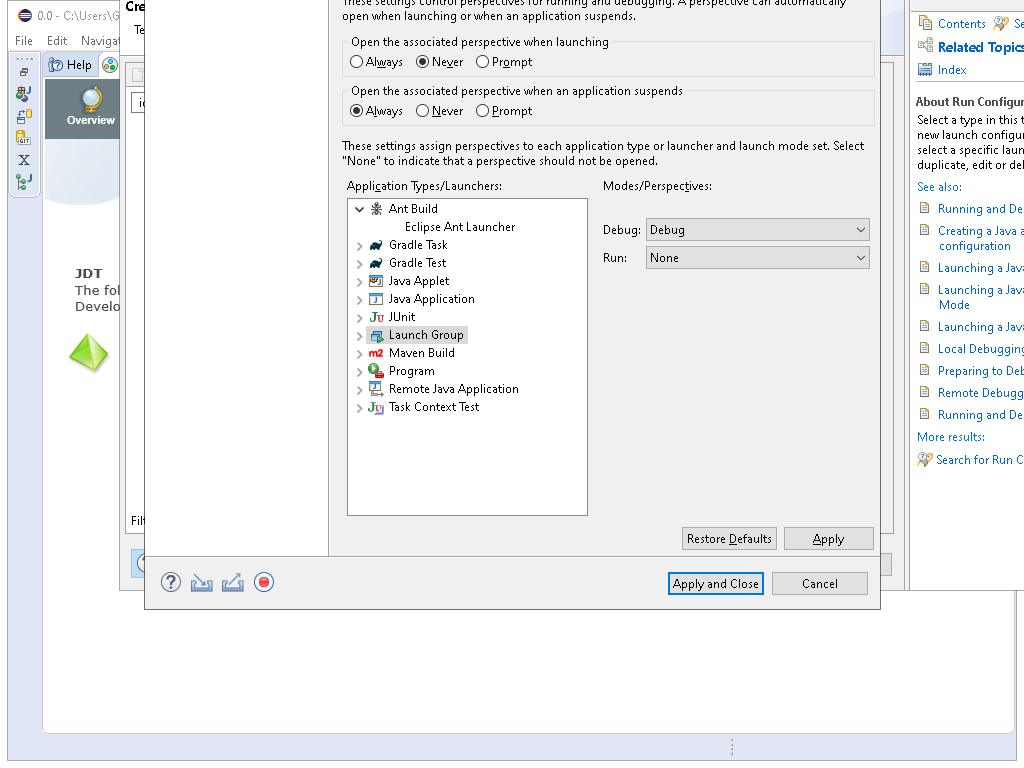 0.0 - C:\Users\G
File Edit Navigat
Help
Overview
JDT
The fol
Develo
Cre
Te
Filt
These settings control perspectives for running and debugging. A perspective can automatically
open when launching or when an application suspends.
Open the associated perspective when launching
Always Never Prompt
Open the associated perspective when an application suspends
Always Never Prompt
These settings assign perspectives to each application type or launcher and launch mode set. Select
"None" to indicate that a perspective should not be opened.
Application Types/Launchers:
Ant Build
Eclipse Ant Launcher
Gradle Task
Gradle Test
Java Applet
Java Application
JUnit
Launch Group
Maven Build
Program
Remote Java Application
Task Context Test
Modes/Perspectives:
Debug: Debug
Run: None
Restore Defaults Apply
Apply and Close Cancel
Contents Se
Related Topics
Index
About Run Configur
Select a type in this t
new launch configu
select a specific laun
duplicate, edit or del
See also:
Running and De
Creating a Java a
configuration
Launching a Java
Launching a Java
Mode
Launching a Java
Local Debugging
Preparing to Deb
Remote Debugg
Running and De
More results:
Search for Run C